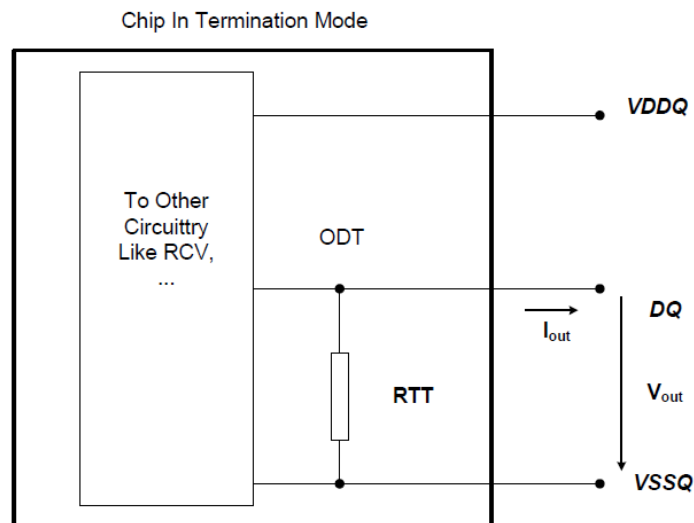 Chip In Termination Mode
VDDQ
To Other
Circuittry
Like RCV,
...
ODT
DQ
Iout
RTT
Vout
VSSQ